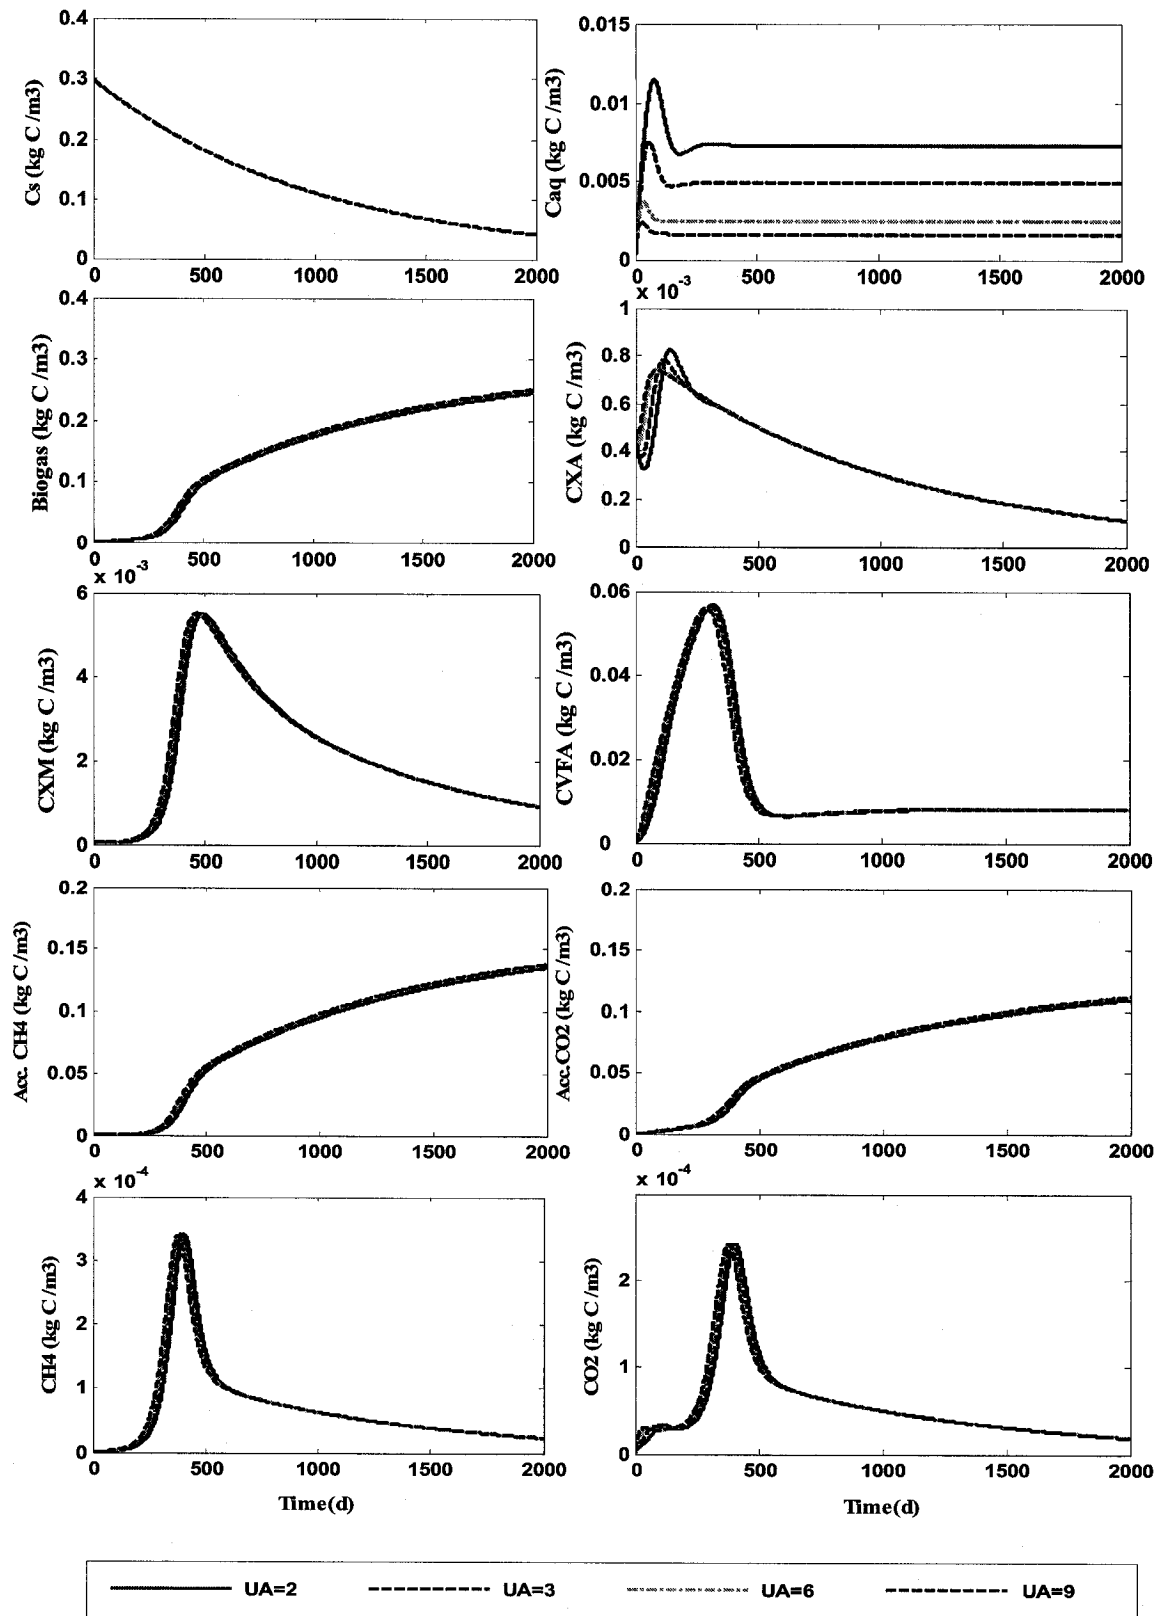 Cs (kg C /m3)
0.4
0.3
0.2
0.1
0
0 500 1000 1500 2000
Caq (kg C /m3)
0.015
0.01
0.005
0
0 500 1000 1500 2000
Biogas (kg C /m3)
0.4
0.3
0.2
0.1
0
0 500 1000 1500 2000
x 10-3
CXA (kg C /m3)
1
0.8
0.6
0.4
0.2
0
0 500 1000 1500 2000
x 10-3
CXM (kg C /m3)
6
4
2
0
0 500 1000 1500 2000
CVFA (kg C /m3)
0.06
0.04
0.02
0
0 500 1000 1500 2000
Acc. CH4 (kg C /m3)
0.2
0.15
0.1
0.05
0
0 500 1000 1500 2000
Acc.CO2 (kg C /m3)
0.2
0.15
0.1
0.05
0
0 500 1000 1500 2000
x 10-4
CH4 (kg C /m3)
4
3
2
1
0
0 500 1000 1500 2000
Time(d)
x 10-4
CO2 (kg C /m3)
2
1
0
0 500 1000 1500 2000
Time(d)
UA=2 UA=3 UA=6 UA=9